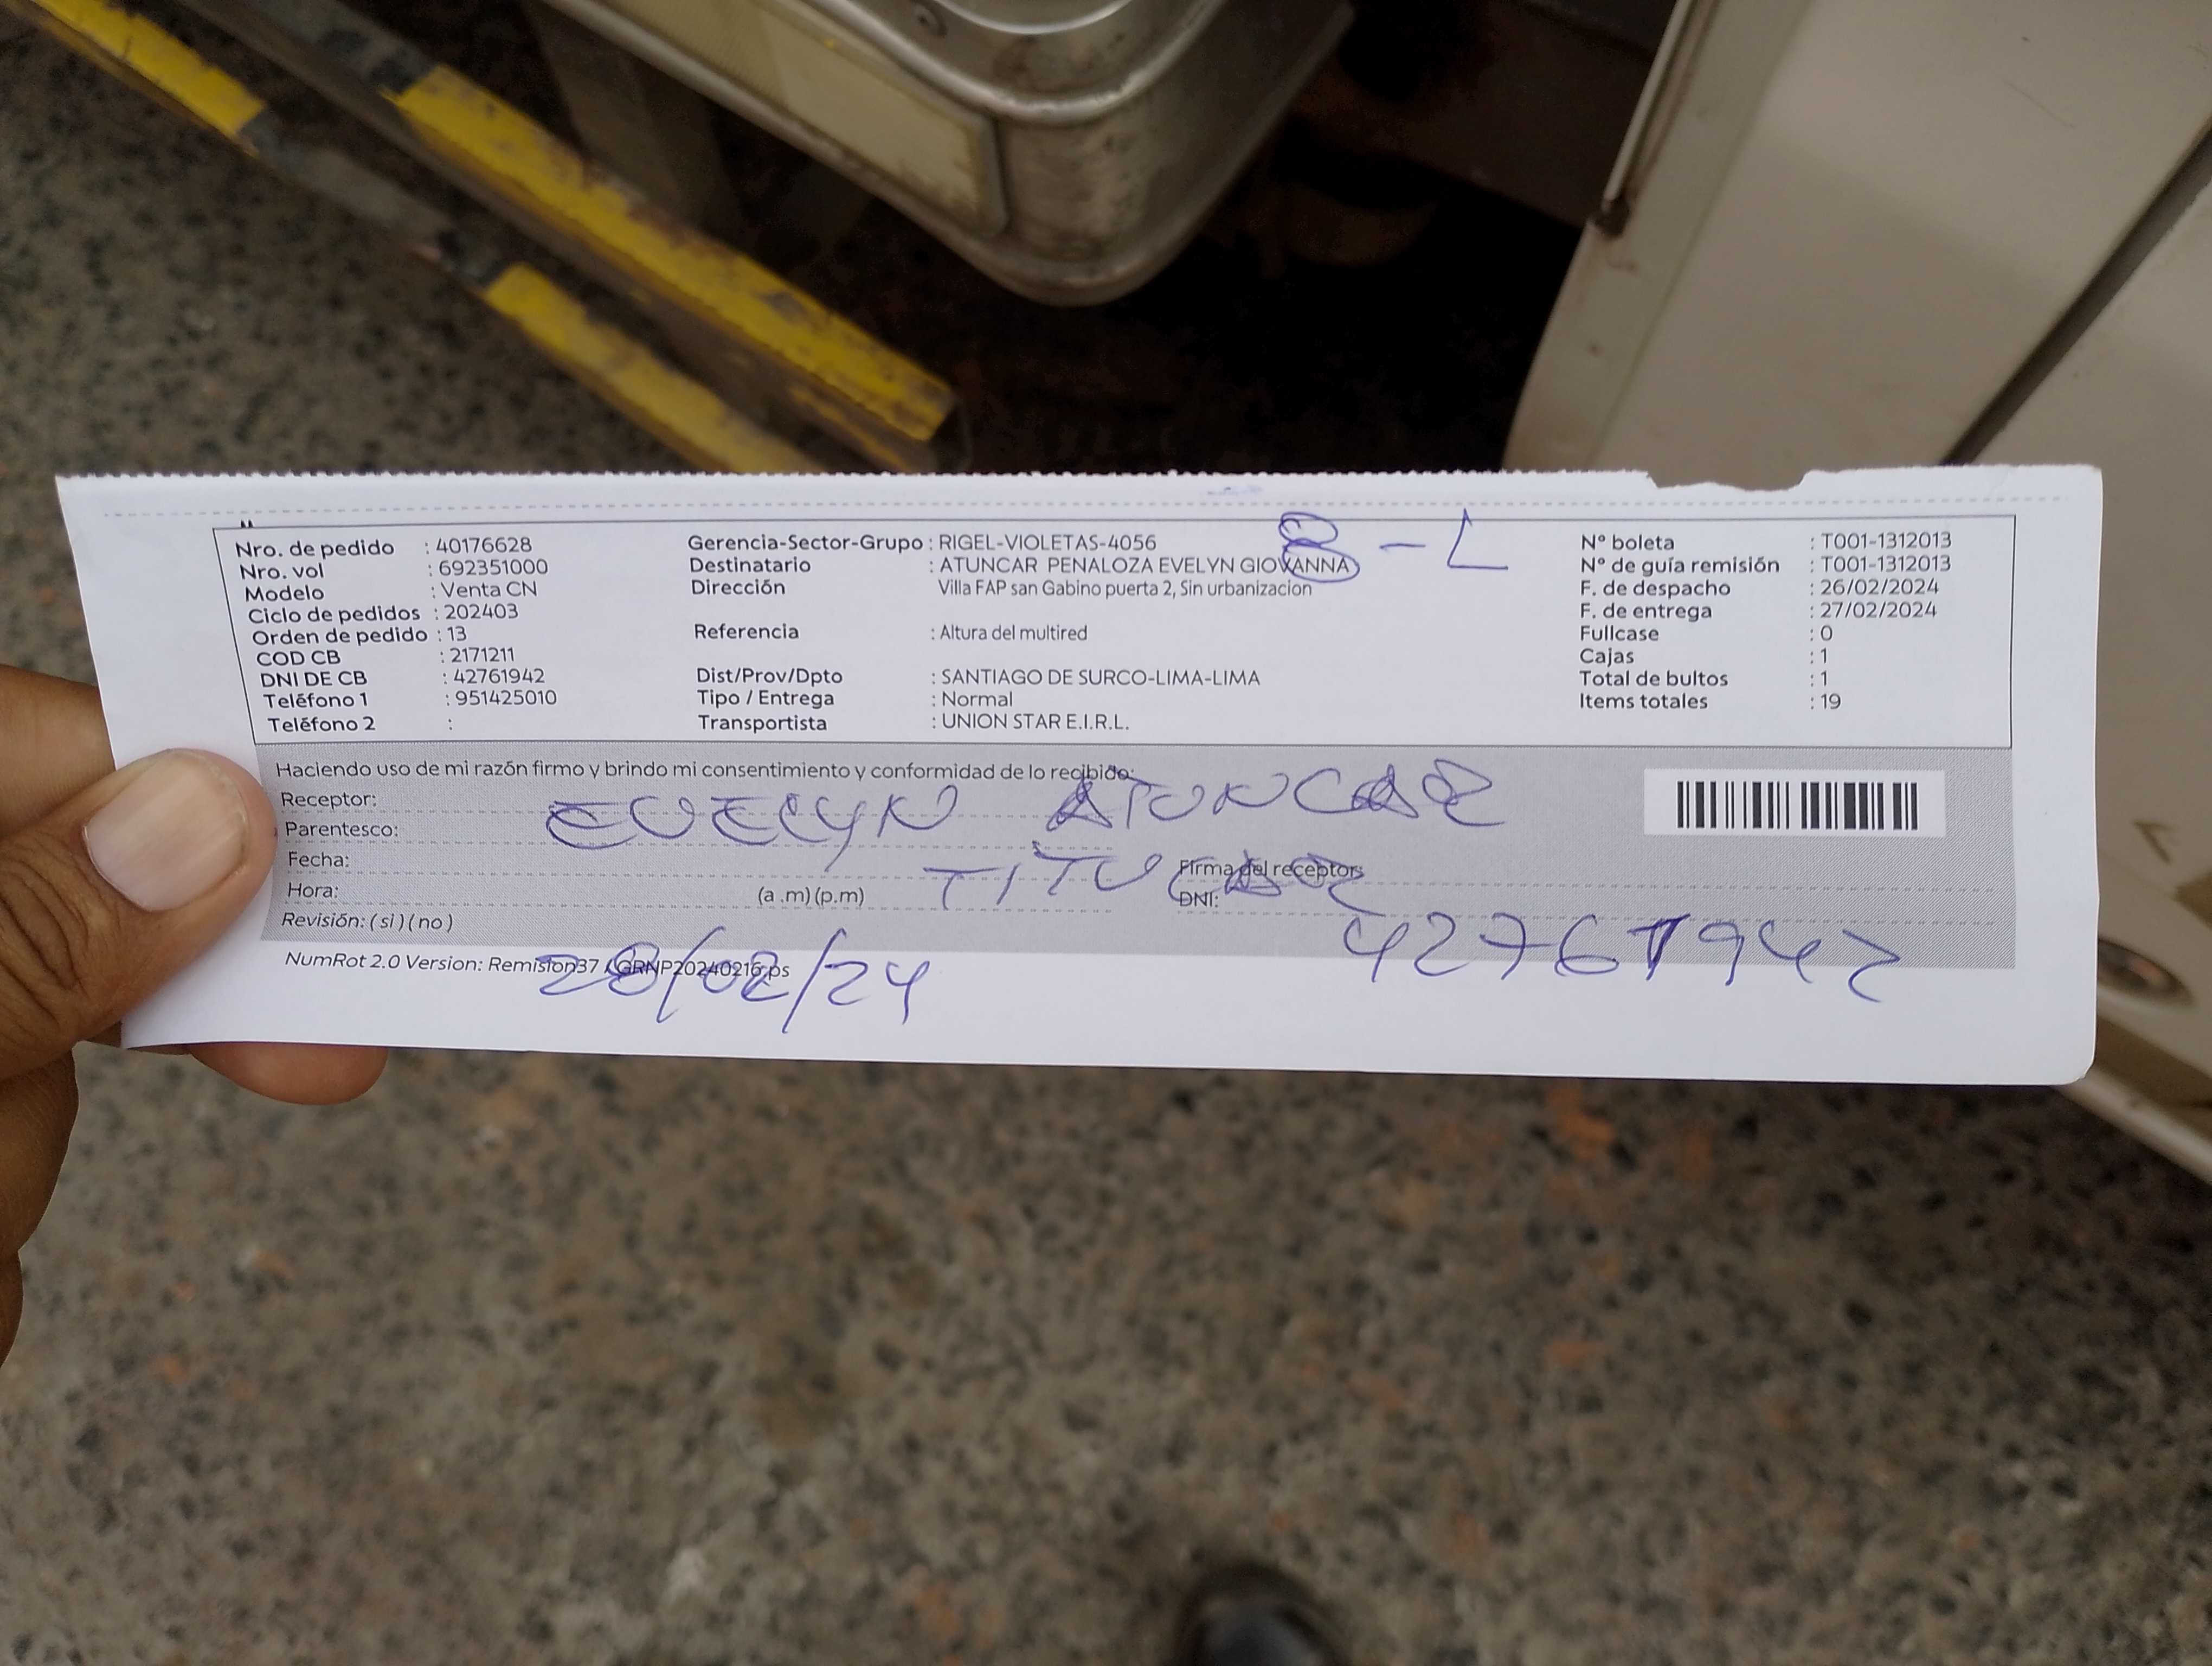 8 - L
Nro. de pedido : 40176628
Nro. vol : 692351000
Modelo : Venta CN
Ciclo de pedidos : 202403
Orden de pedido : 13
COD CB : 2171211
DNI DE CB : 42761942
Teléfono 1 : 951425010
Teléfono 2 :
Gerencia-Sector-Grupo : RIGEL-VIOLETAS-4056
Destinatario : ATUNCAR PENALOZA EVELYN GIOVANNA
Dirección Villa FAP san Gabino puerta 2, Sin urbanizacion
Referencia : Altura del multired
Dist/Prov/Dpto : SANTIAGO DE SURCO-LIMA-LIMA
Tipo / Entrega : Normal
Transportista : UNION STAR E.I.R.L.
N° boleta : T001-1312013
N° de guía remisión : T001-1312013
F. de despacho : 26/02/2024
F. de entrega : 27/02/2024
Fullcase : 0
Cajas : 1
Total de bultos : 1
Items totales : 19
Haciendo uso de mi razón firmo y brindo mi consentimiento y conformidad de lo recibido:
Receptor: EVELYN ATUNCAR
Parentesco: TITULAR
Fecha:
Hora: (a .m) (p.m)
Revisión: ( si ) ( no )
Firma del receptor:
DNI: 42761942
NumRot 2.0 Version: Remision37 / GRNP20240216.ps
28/02/24